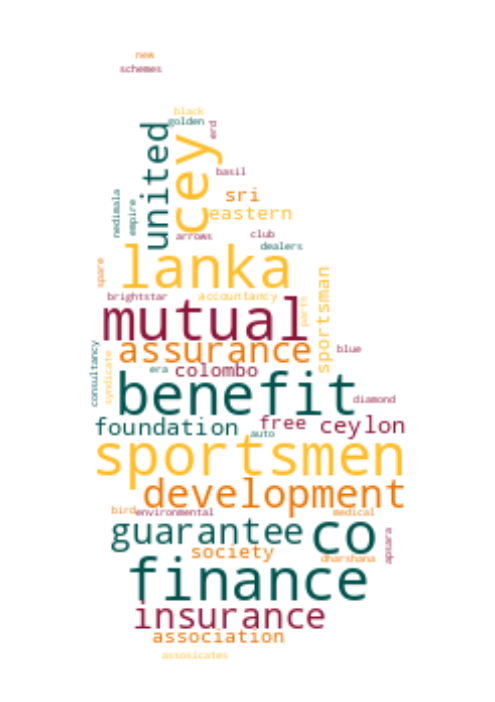 new
schemes
black
golden
erd
united
cey
basil
nedimala
empire
sri
eastern
arrows
club
dealers
lanka
spare
sportsman
brightstar
accountancy
parts
mutual
assurance
blue
consultancy
syndicate
era
colombo
benefit
diamond
foundation
auto
free
ceylon
sportsmen
development
bird
environmental
medical
guarantee
co
apsara
society
dharshana
finance
insurance
association
assosicates